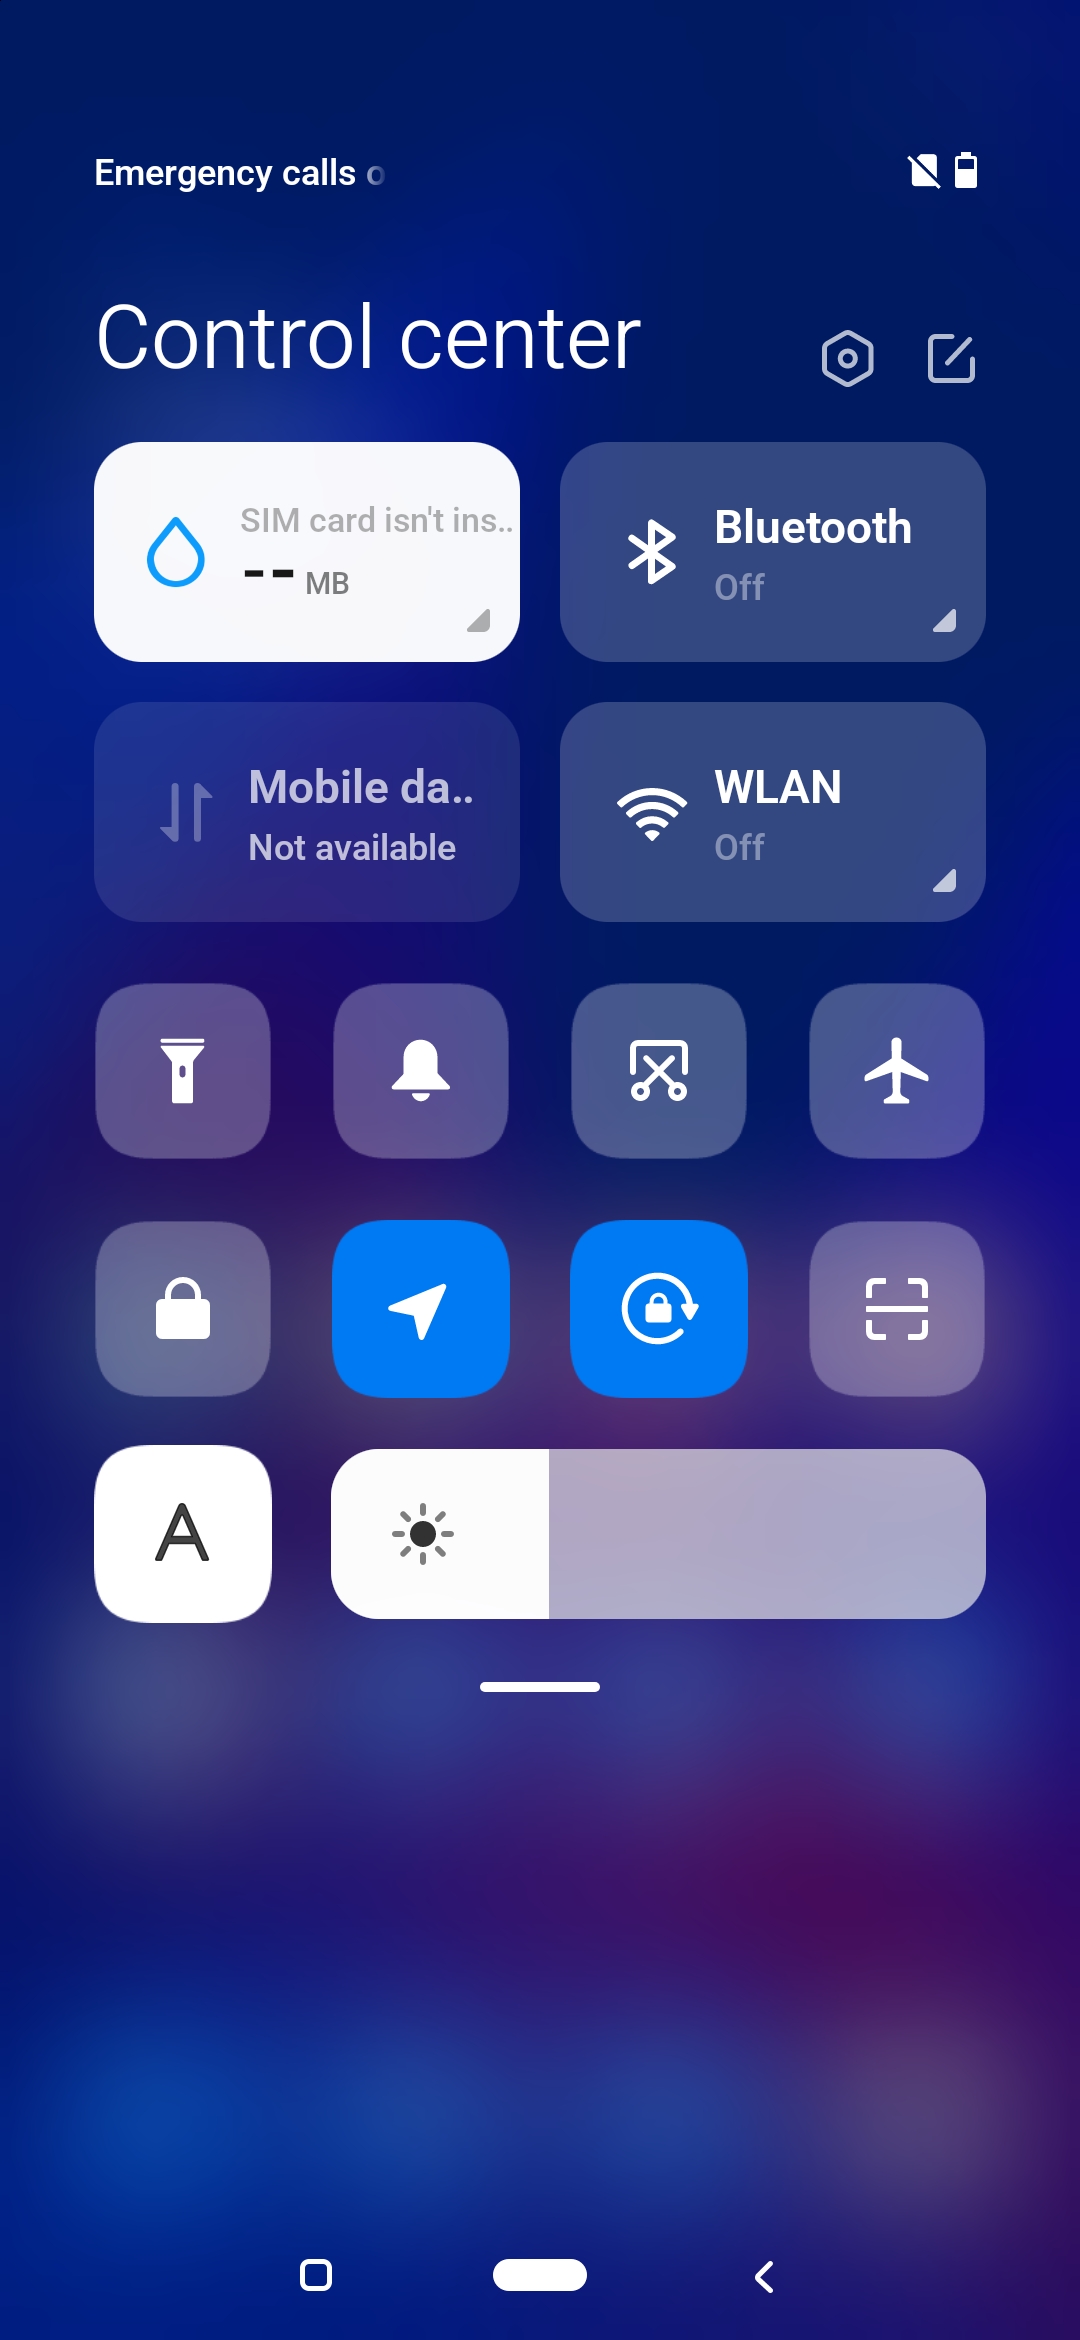 Emergency calls o
Control center
SIM card isn't ins..
-- MB
Bluetooth
Off
Mobile da..
Not available
WLAN
Off
A